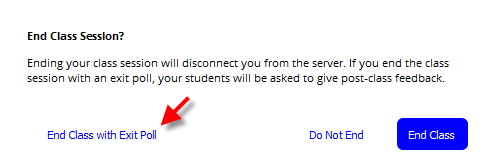 End Class Session?
Ending your class session will disconnect you from the server. If you end the class
session with an exit poll, your students will be asked to give post-class feedback.
End Class with Exit Poll
Do Not End
End Class